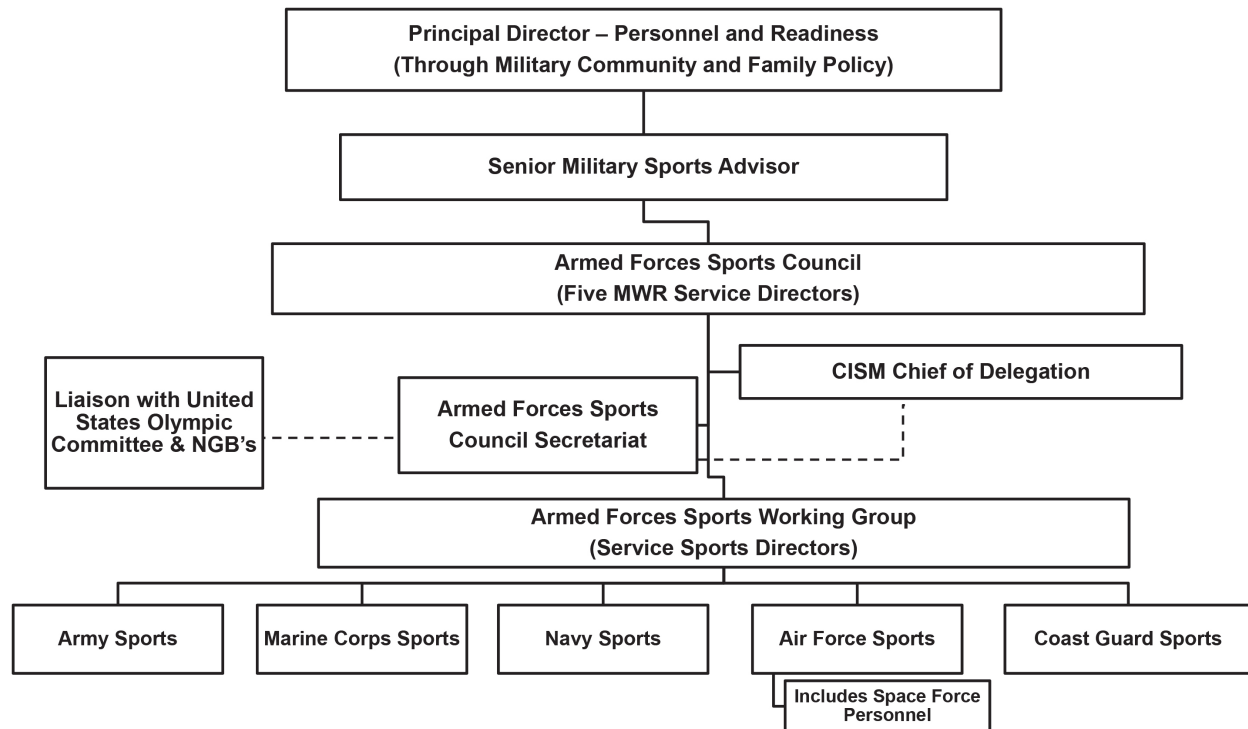 Principal Director – Personnel and Readiness
(Through Military Community and Family Policy)
Senior Military Sports Advisor
Armed Forces Sports Council
(Five MWR Service Directors)
CISM Chief of Delegation
Liaison with United
States Olympic
Committee & NGB's
Armed Forces Sports
Council Secretariat
Armed Forces Sports Working Group
(Service Sports Directors)
Army Sports
Marine Corps Sports
Navy Sports
Air Force Sports
Coast Guard Sports
Includes Space Force
Personnel